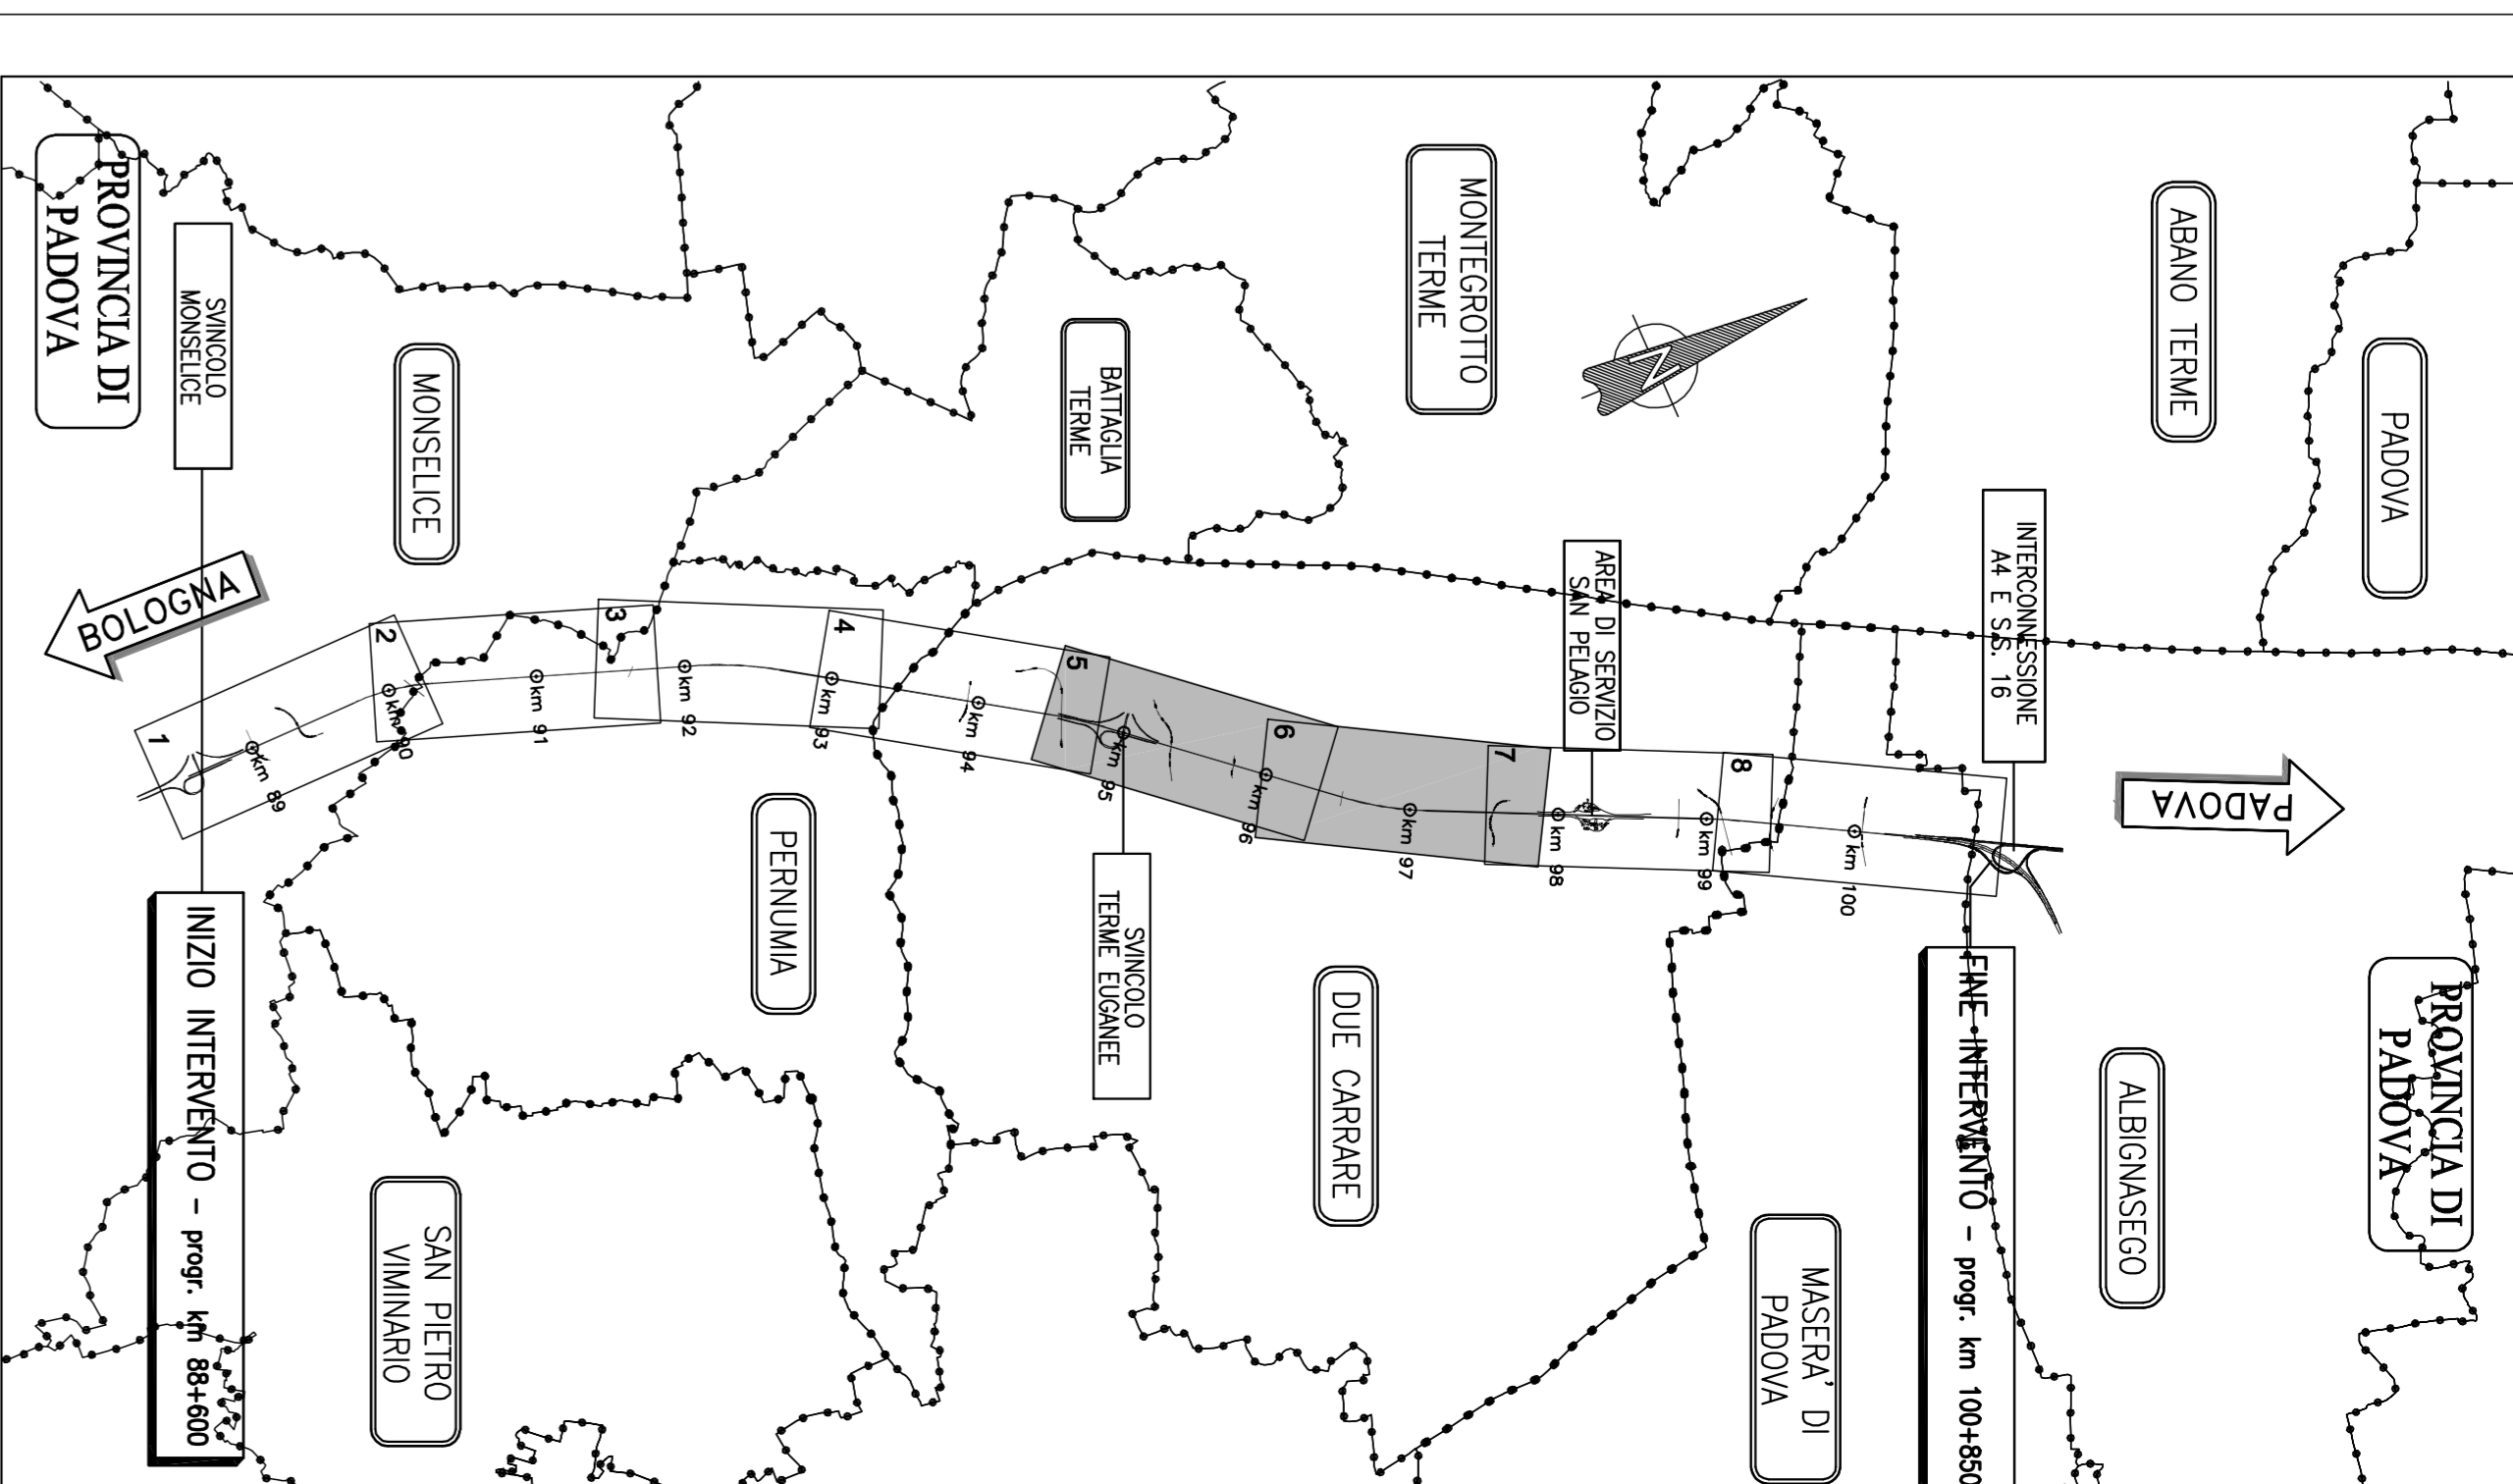 PROVINCIA DI
PADOVA
SVINCOLO
MONSELICE
MONSELICE
BATTAGLIA
TERME
MONTEGROTTO
TERME
ABANO TERME
PADOVA
N
INTERCONNESSIONE
A4 E S.S. 16
AREA DI SERVIZIO
SAN PELAGIO
BOLOGNA
PADOVA
1
2
3
4
5
6
7
8
km 89
km 90
km 91
km 92
km 93
km 94
km 95
km 96
km 97
km 98
km 99
km 100
PERNUMIA
SVINCOLO
TERME EUGANEE
DUE CARRARE
ALBIGNASEGO
PROVINCIA DI
PADOVA
INIZIO INTERVENTO - progr. km 88+600
FINE INTERVENTO - progr. km 100+850
SAN PIETRO
VIMINARIO
MASERA' DI
PADOVA